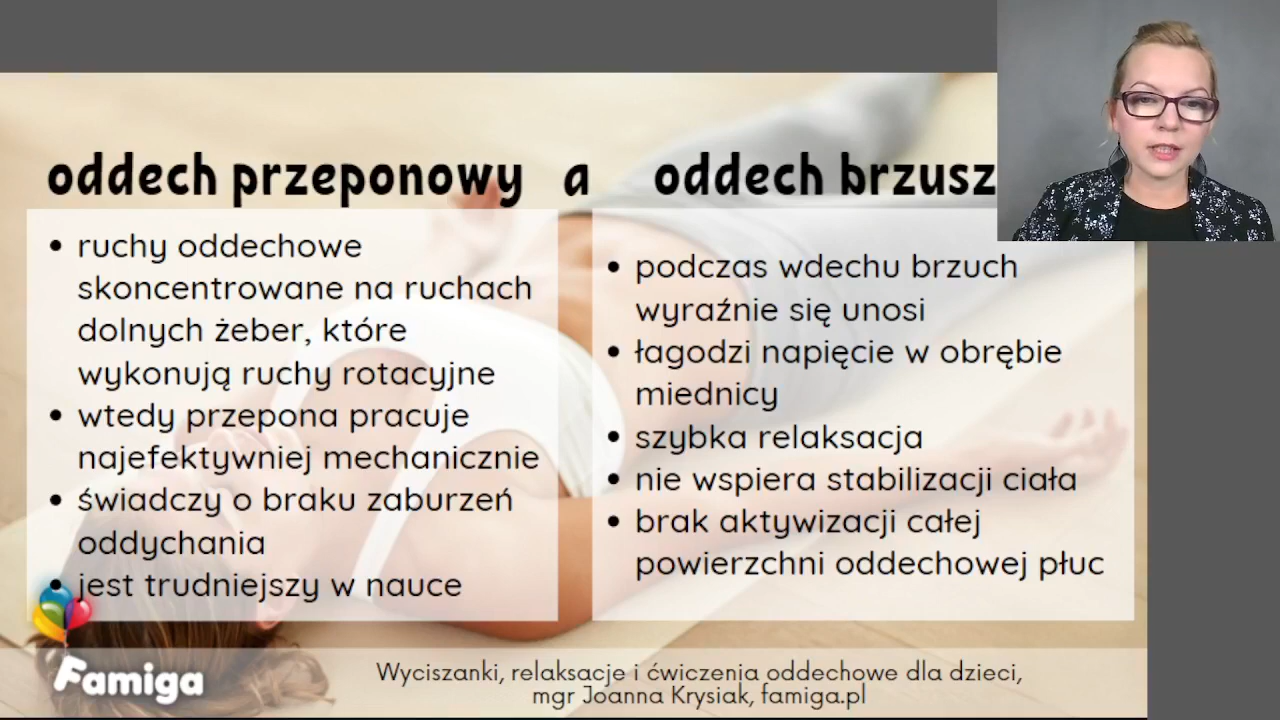 oddech przeponowy a oddech brzusz
ruchy oddechowe
skoncentrowane na ruchach
dolnych żeber, które
wykonują ruchy rotacyjne
wtedy przepona pracuje
najefektywniej mechanicznie
świadczy o braku zaburzeń
oddychania
jest trudniejszy w nauce
podczas wdechu brzuch
wyraźnie się unosi
łagodzi napięcie w obrębie
miednicy
szybka relaksacja
nie wspiera stabilizacji ciała
brak aktywizacji całej
powierzchni oddechowej płuc
Famiga
Wyciszanki, relaksacje i ćwiczenia oddechowe dla dzieci,
mgr Joanna Krysiak, famiga.pl